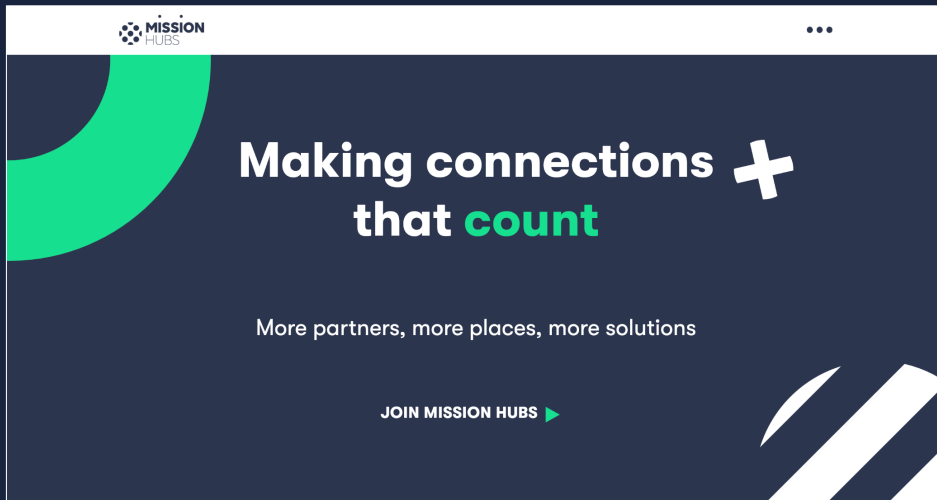 MISSION
HUBS
Making connections
that count
More partners, more places, more solutions
JOIN MISSION HUBS